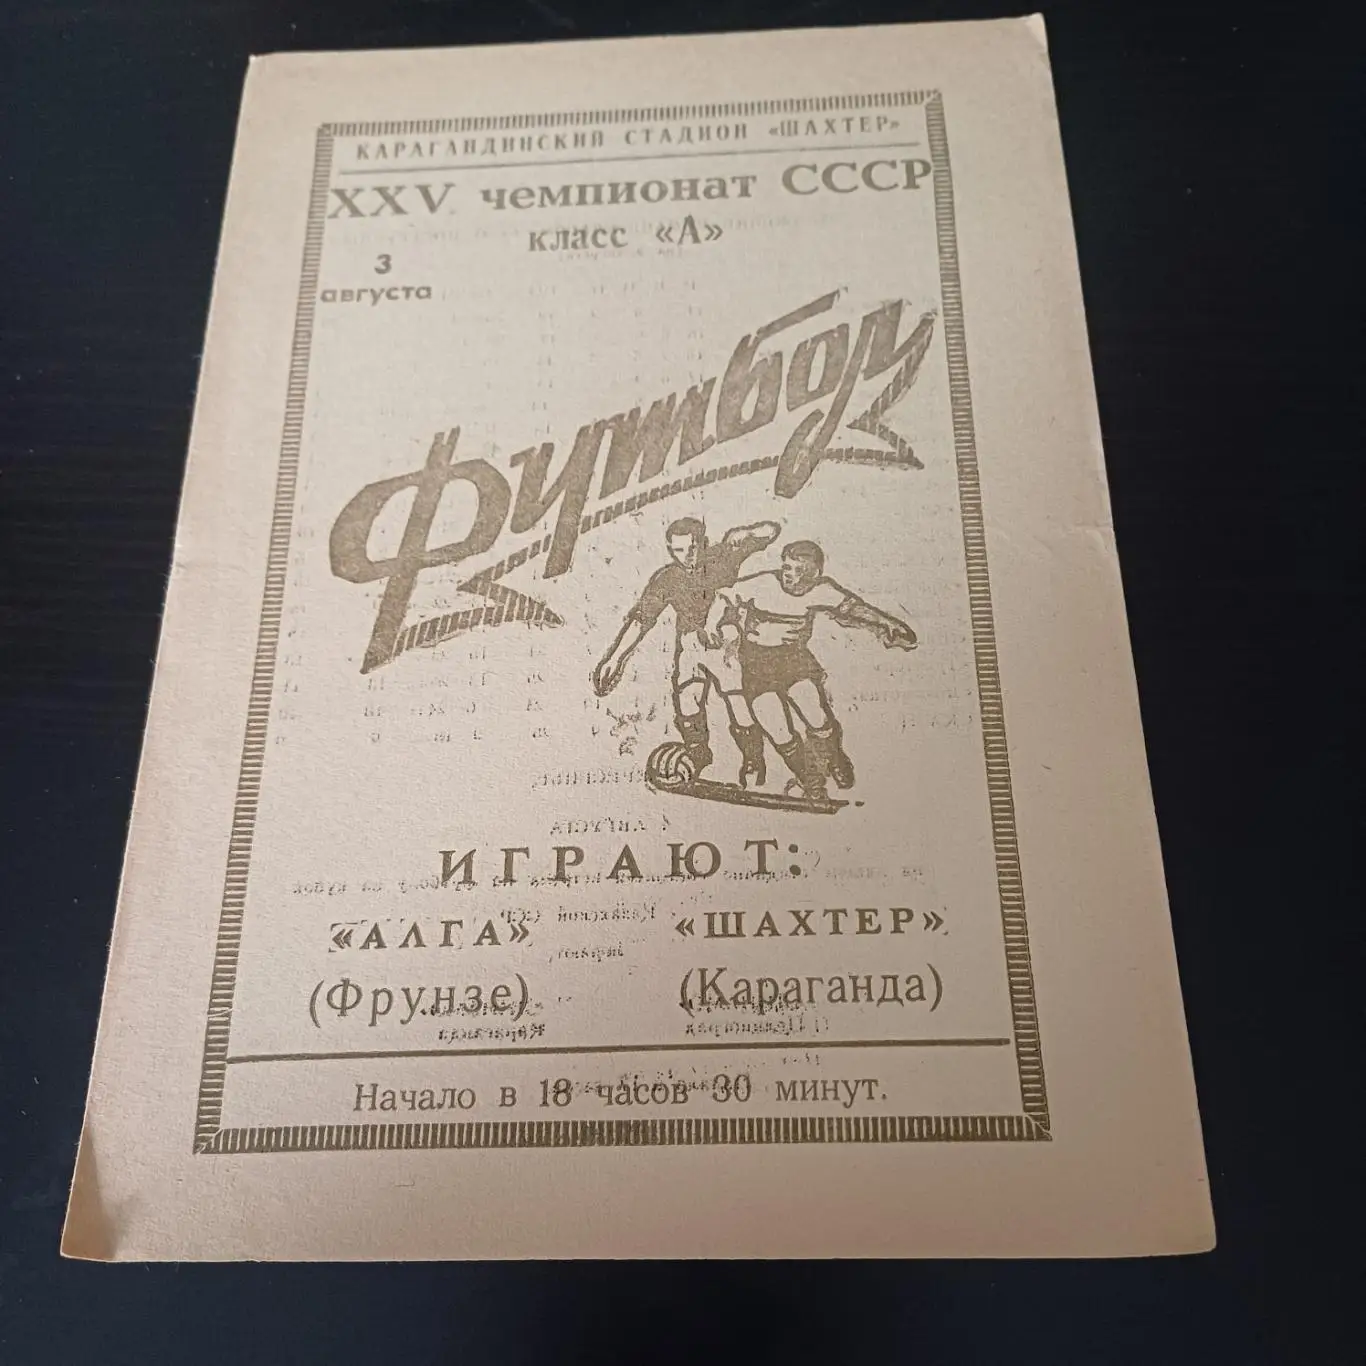 КАРАГАНДИНСКИЙ СТАДИОН «ШАХТЕР»
XXV чемпионат СССР
класс «А»
3
августа
Футбол
ИГРАЮТ:
«АЛГА» «ШАХТЕР»
(Фрунзе) (Караганда)
Начало в 18 часов 30 минут.